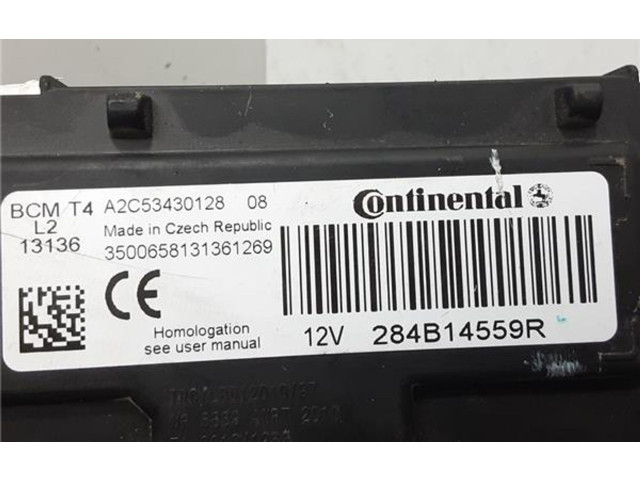 BCM T4 A2C53430128 08
L2 Made in Czech Republic
13136 3500658131361269
Continental
CE
Homologation
see user manual
12V 284B14559R